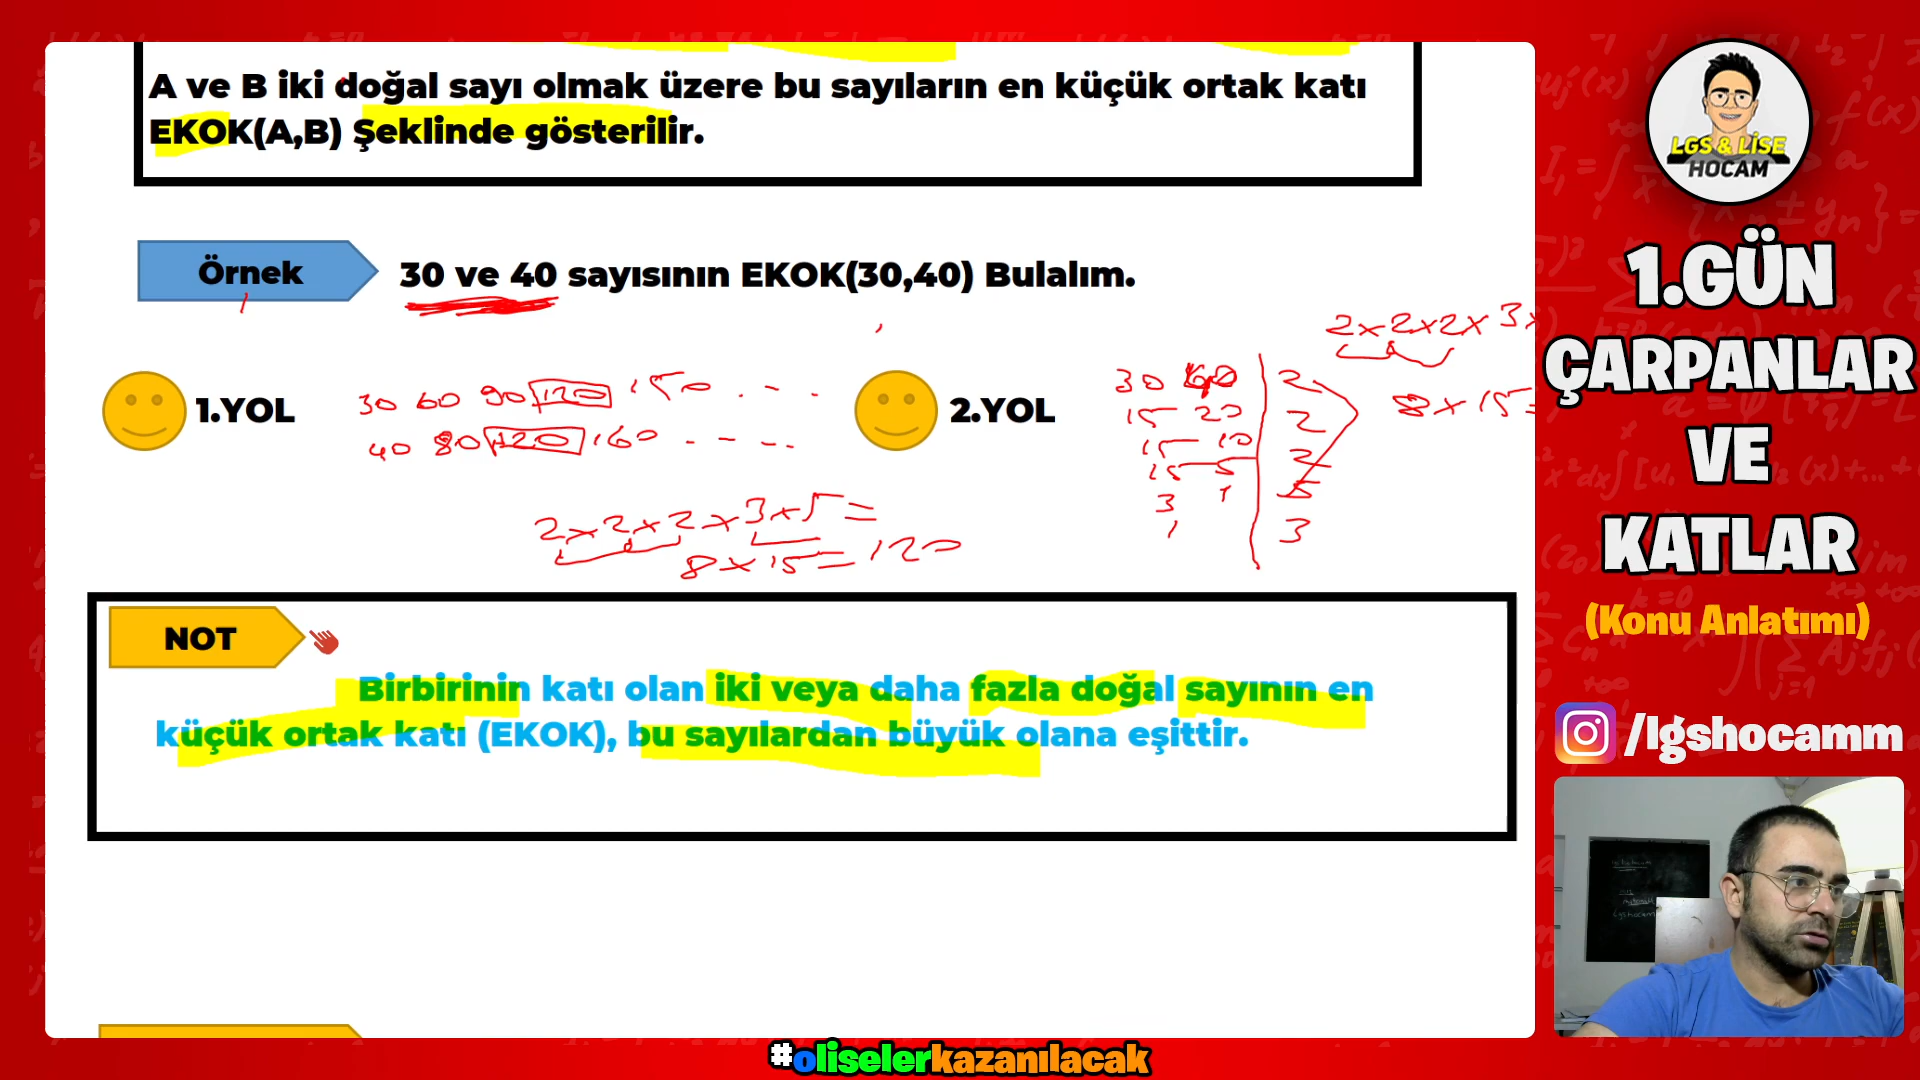 A ve B iki doğal sayı olmak üzere bu sayıların en küçük ortak katı
EKOK(A,B) Şeklinde gösterilir.
Örnek
30 ve 40 sayısının EKOK(30,40) Bulalım.
1.YOL
30 60 90 120 150 . - .
40 80 120 160 . - - - .
2x2x2x3x5=
8x15=120
2.YOL
2x2x2x3x
8x15=
30 40 2
15 20 2
15 10 2
15 5 5
3 1 3
1
NOT
Birbirinin katı olan iki veya daha fazla doğal sayının en
küçük ortak katı (EKOK), bu sayılardan büyük olana eşittir.
LGS & LİSE
HOCAM
1.GÜN
ÇARPANLAR
VE
KATLAR
(Konu Anlatımı)
/lgshocamm
#oliselerkazanılacak